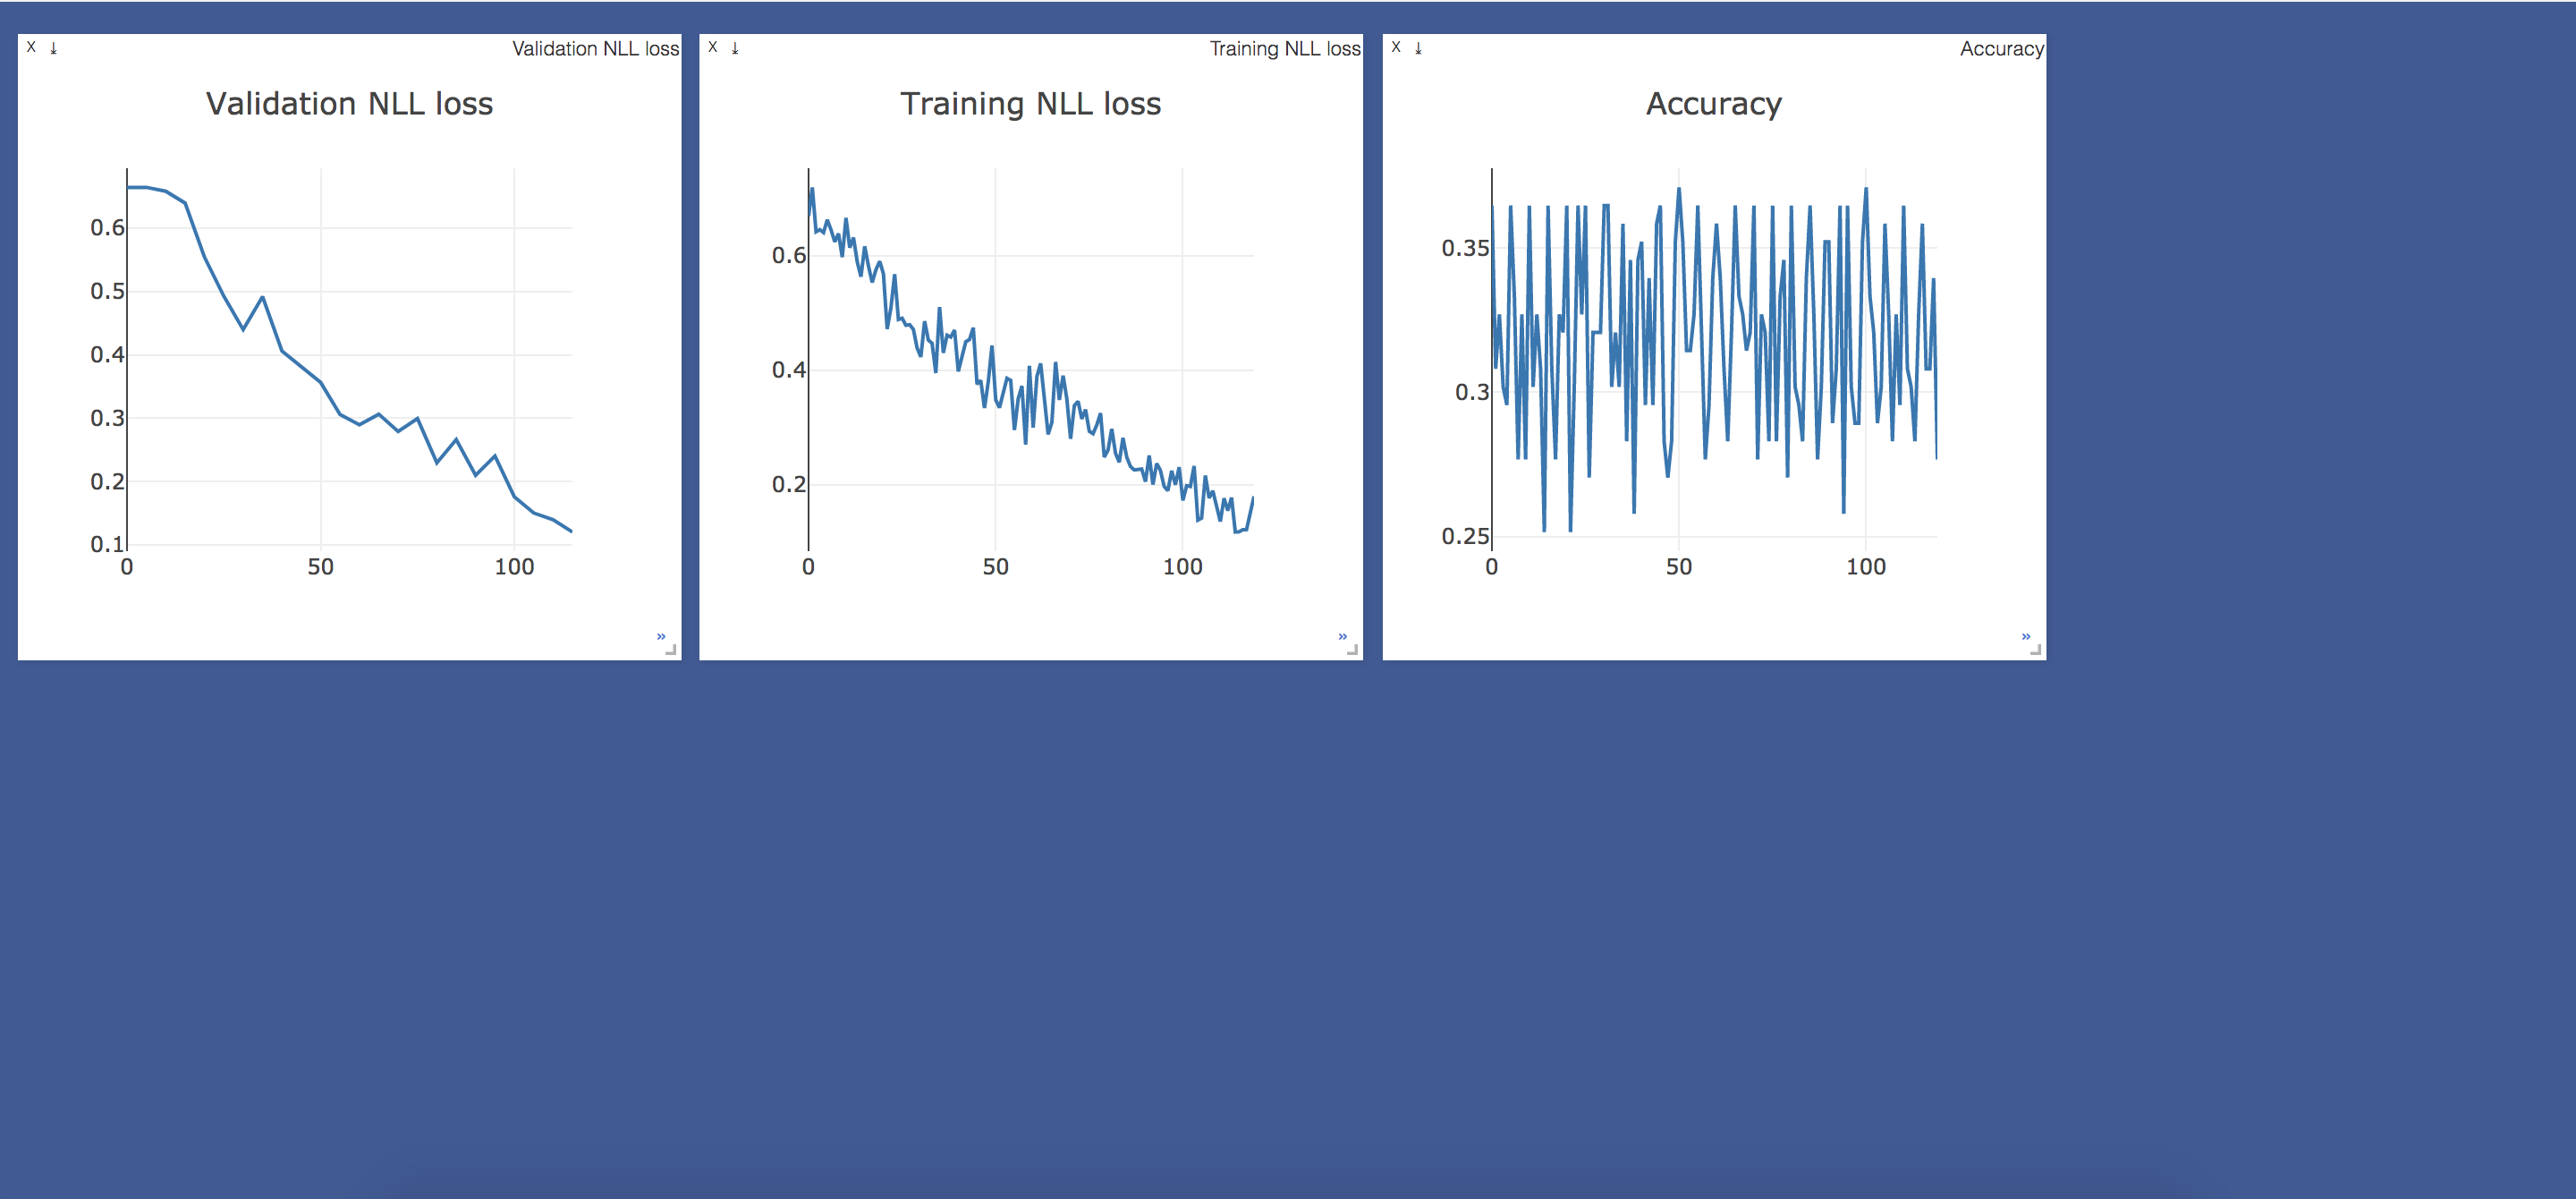 X ⤓ Validation NLL loss
Validation NLL loss
0.6
0.5
0.4
0.3
0.2
0.1
0 50 100
»
X ⤓ Training NLL loss
Training NLL loss
0.6
0.4
0.2
0 50 100
»
X ⤓ Accuracy
Accuracy
0.35
0.3
0.25
0 50 100
»